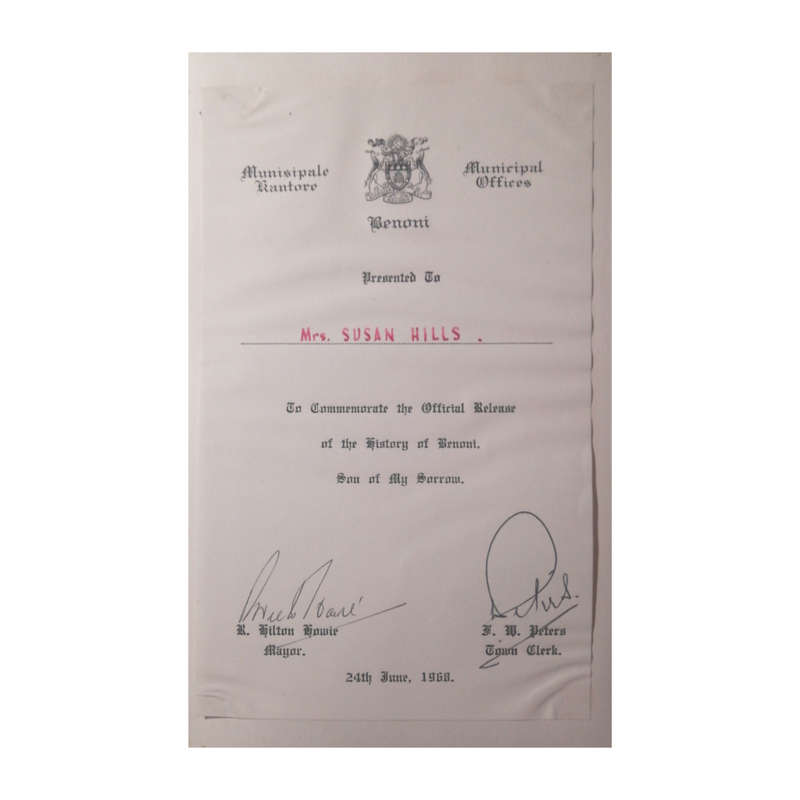 Munisipale
Kantore
Municipal
Offices
Benoni
Presented To
Mrs. SUSAN HILLS .
To Commemorate the Official Release
of the History of Benoni.
Son of My Sorrow.
R. Hilton Howie
Mayor.
F. W. Peters
Town Clerk.
24th June, 1968.